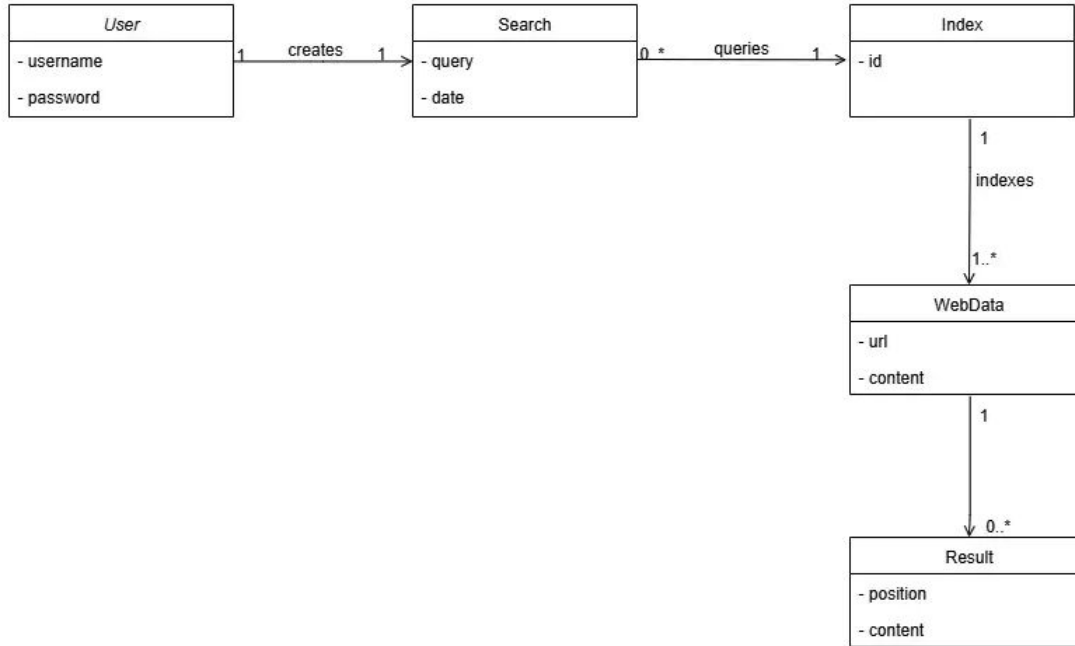 User
- username
- password
1
creates
1
Search
- query
- date
0..*
queries
1
Index
- id
1
indexes
1..*
WebData
- url
- content
1
0..*
Result
- position
- content